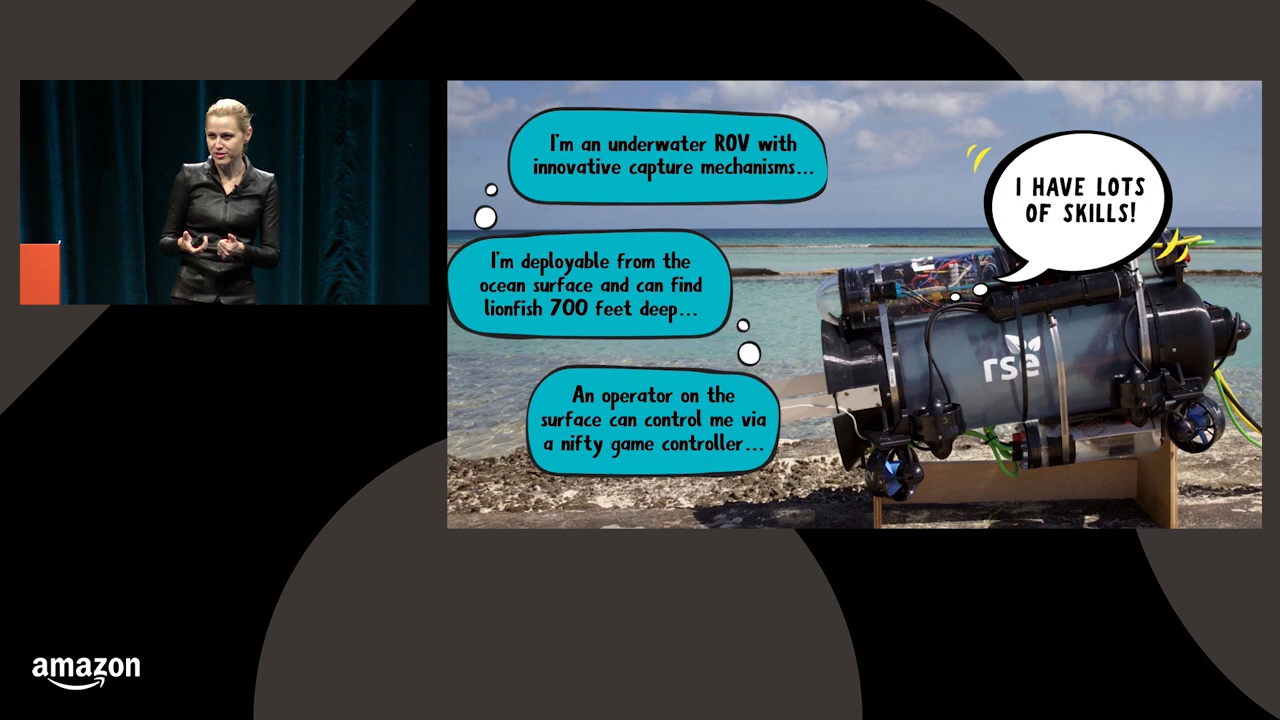 I'm an underwater ROV with
innovative capture mechanisms...
I HAVE LOTS
OF SKILLS!
I'm deployable from the
ocean surface and can find
lionfish 700 feet deep...
rse
An operator on the
surface can control me via
a nifty game controller...
amazon